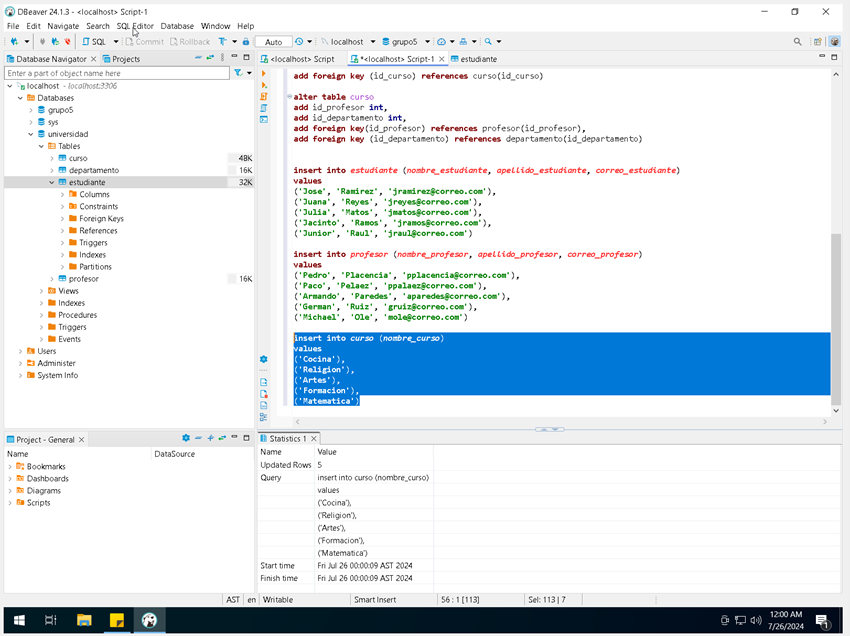 DBeaver 24.1.3 - <localhost> Script-1
File Edit Navigate Search SQL Editor Database Window Help
SQL Commit Rollback Auto localhost grupo5
Database Navigator Projects
<localhost> Script *<localhost> Script-1 estudiante
Enter a part of object name here
localhost - localhost:3306
Databases
grupo5
sys
universidad
Tables
curso 48K
departamento 16K
estudiante 32K
Columns
Constraints
Foreign Keys
References
Triggers
Indexes
Partitions
profesor 16K
Views
Indexes
Procedures
Triggers
Events
Users
Administer
System Info
add foreign key (id_curso) references curso(id_curso)
alter table curso
add id_profesor int,
add id_departamento int,
add foreign key(id_profesor) references profesor(id_profesor),
add foreign key (id_departamento) references departamento(id_departamento)
insert into estudiante (nombre_estudiante, apellido_estudiante, correo_estudiante)
values
('Jose', 'Ramirez', 'jramirez@correo.com'),
('Juana', 'Reyes', 'jreyes@correo.com'),
('Julia', 'Matos', 'jmatos@correo.com'),
('Jacinto', 'Ramos', 'jramos@correo.com'),
('Junior', 'Raul', 'jraul@correo.com')
insert into profesor (nombre_profesor, apellido_profesor, correo_profesor)
values
('Pedro', 'Placencia', 'pplacencia@correo.com'),
('Paco', 'Pelaez', 'ppalaez@correo.com'),
('Armando', 'Paredes', 'aparedes@correo.com'),
('German', 'Ruiz', 'gruiz@correo.com'),
('Michael', 'Ole', 'mole@correo.com')
insert into curso (nombre_curso)
values
('Cocina'),
('Religion'),
('Artes'),
('Formacion'),
('Matematica')
Project - General
Name DataSource
Bookmarks
Dashboards
Diagrams
Scripts
Statistics 1
Name Value
Updated Rows 5
Query insert into curso (nombre_curso)
values
('Cocina'),
('Religion'),
('Artes'),
('Formacion'),
('Matematica')
Start time Fri Jul 26 00:00:09 AST 2024
Finish time Fri Jul 26 00:00:09 AST 2024
AST en Writable Smart Insert 56 : 1 [113] Sel: 113 | 7
12:00 AM
7/26/2024
1